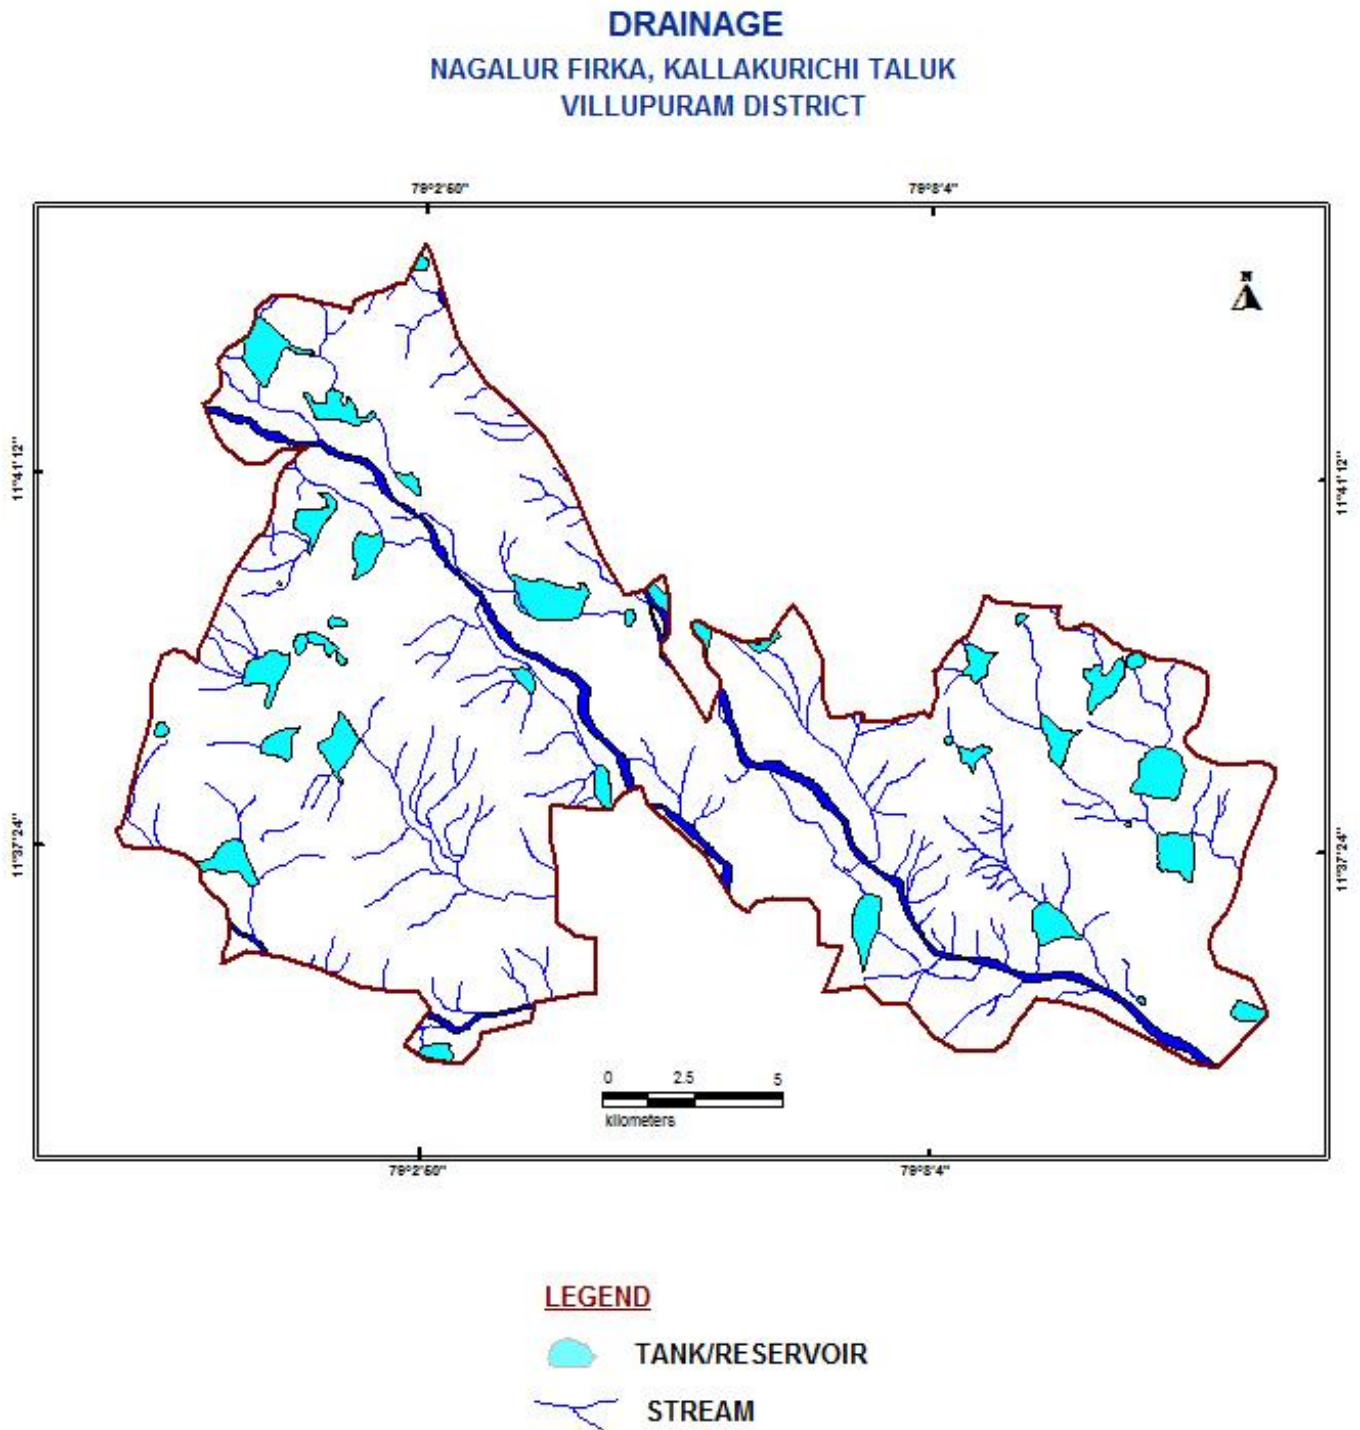 DRAINAGE
NAGALUR FIRKA, KALLAKURICHI TALUK
VILLUPURAM DISTRICT
79°2'50" 79°8'4"
N
11°41'12" 11°41'12"
11°37'24" 11°37'24"
0 2.5 5
kilometers
79°2'50" 79°8'4"
LEGEND
TANK/RESERVOIR
STREAM